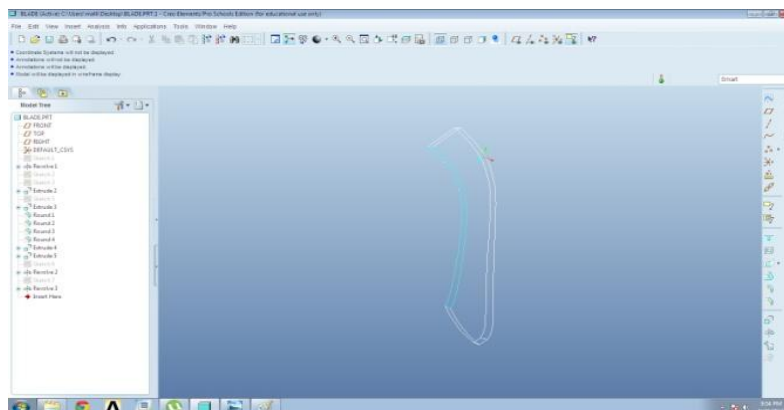 BLADE (Active) C:\Users\matt\Desktop\BLADE.PRT.1 - Creo Elements/Pro Schools Edition (for educational use only)
File Edit View Insert Analysis Info Applications Tools Window Help
Coordinate Systems will not be displayed.
Annotations will not be displayed.
Annotations will be displayed.
Model will be displayed in wireframe display.
Smart
Model Tree
BLADE.PRT
FRONT
TOP
RIGHT
DEFAULT_CSYS
Revolve 1
Extrude 2
Extrude 3
Round 1
Round 2
Round 3
Round 4
Extrude 4
Extrude 5
Revolve 2
Revolve 3
Insert Here